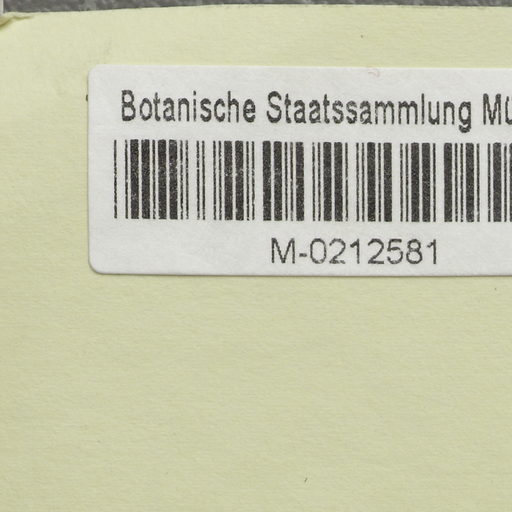 Botanische Staatssammlung Mü
M-0212581